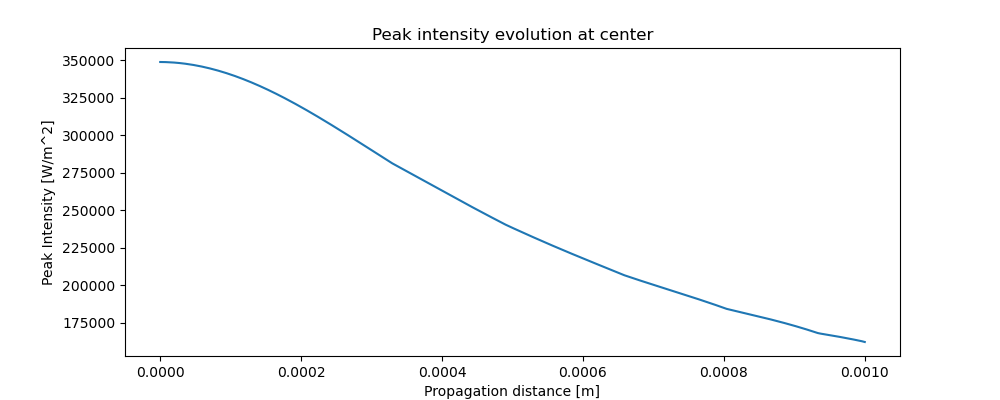 Peak intensity evolution at center
Peak Intensity [W/m^2]
350000
325000
300000
275000
250000
225000
200000
175000
0.0000 0.0002 0.0004 0.0006 0.0008 0.0010
Propagation distance [m]